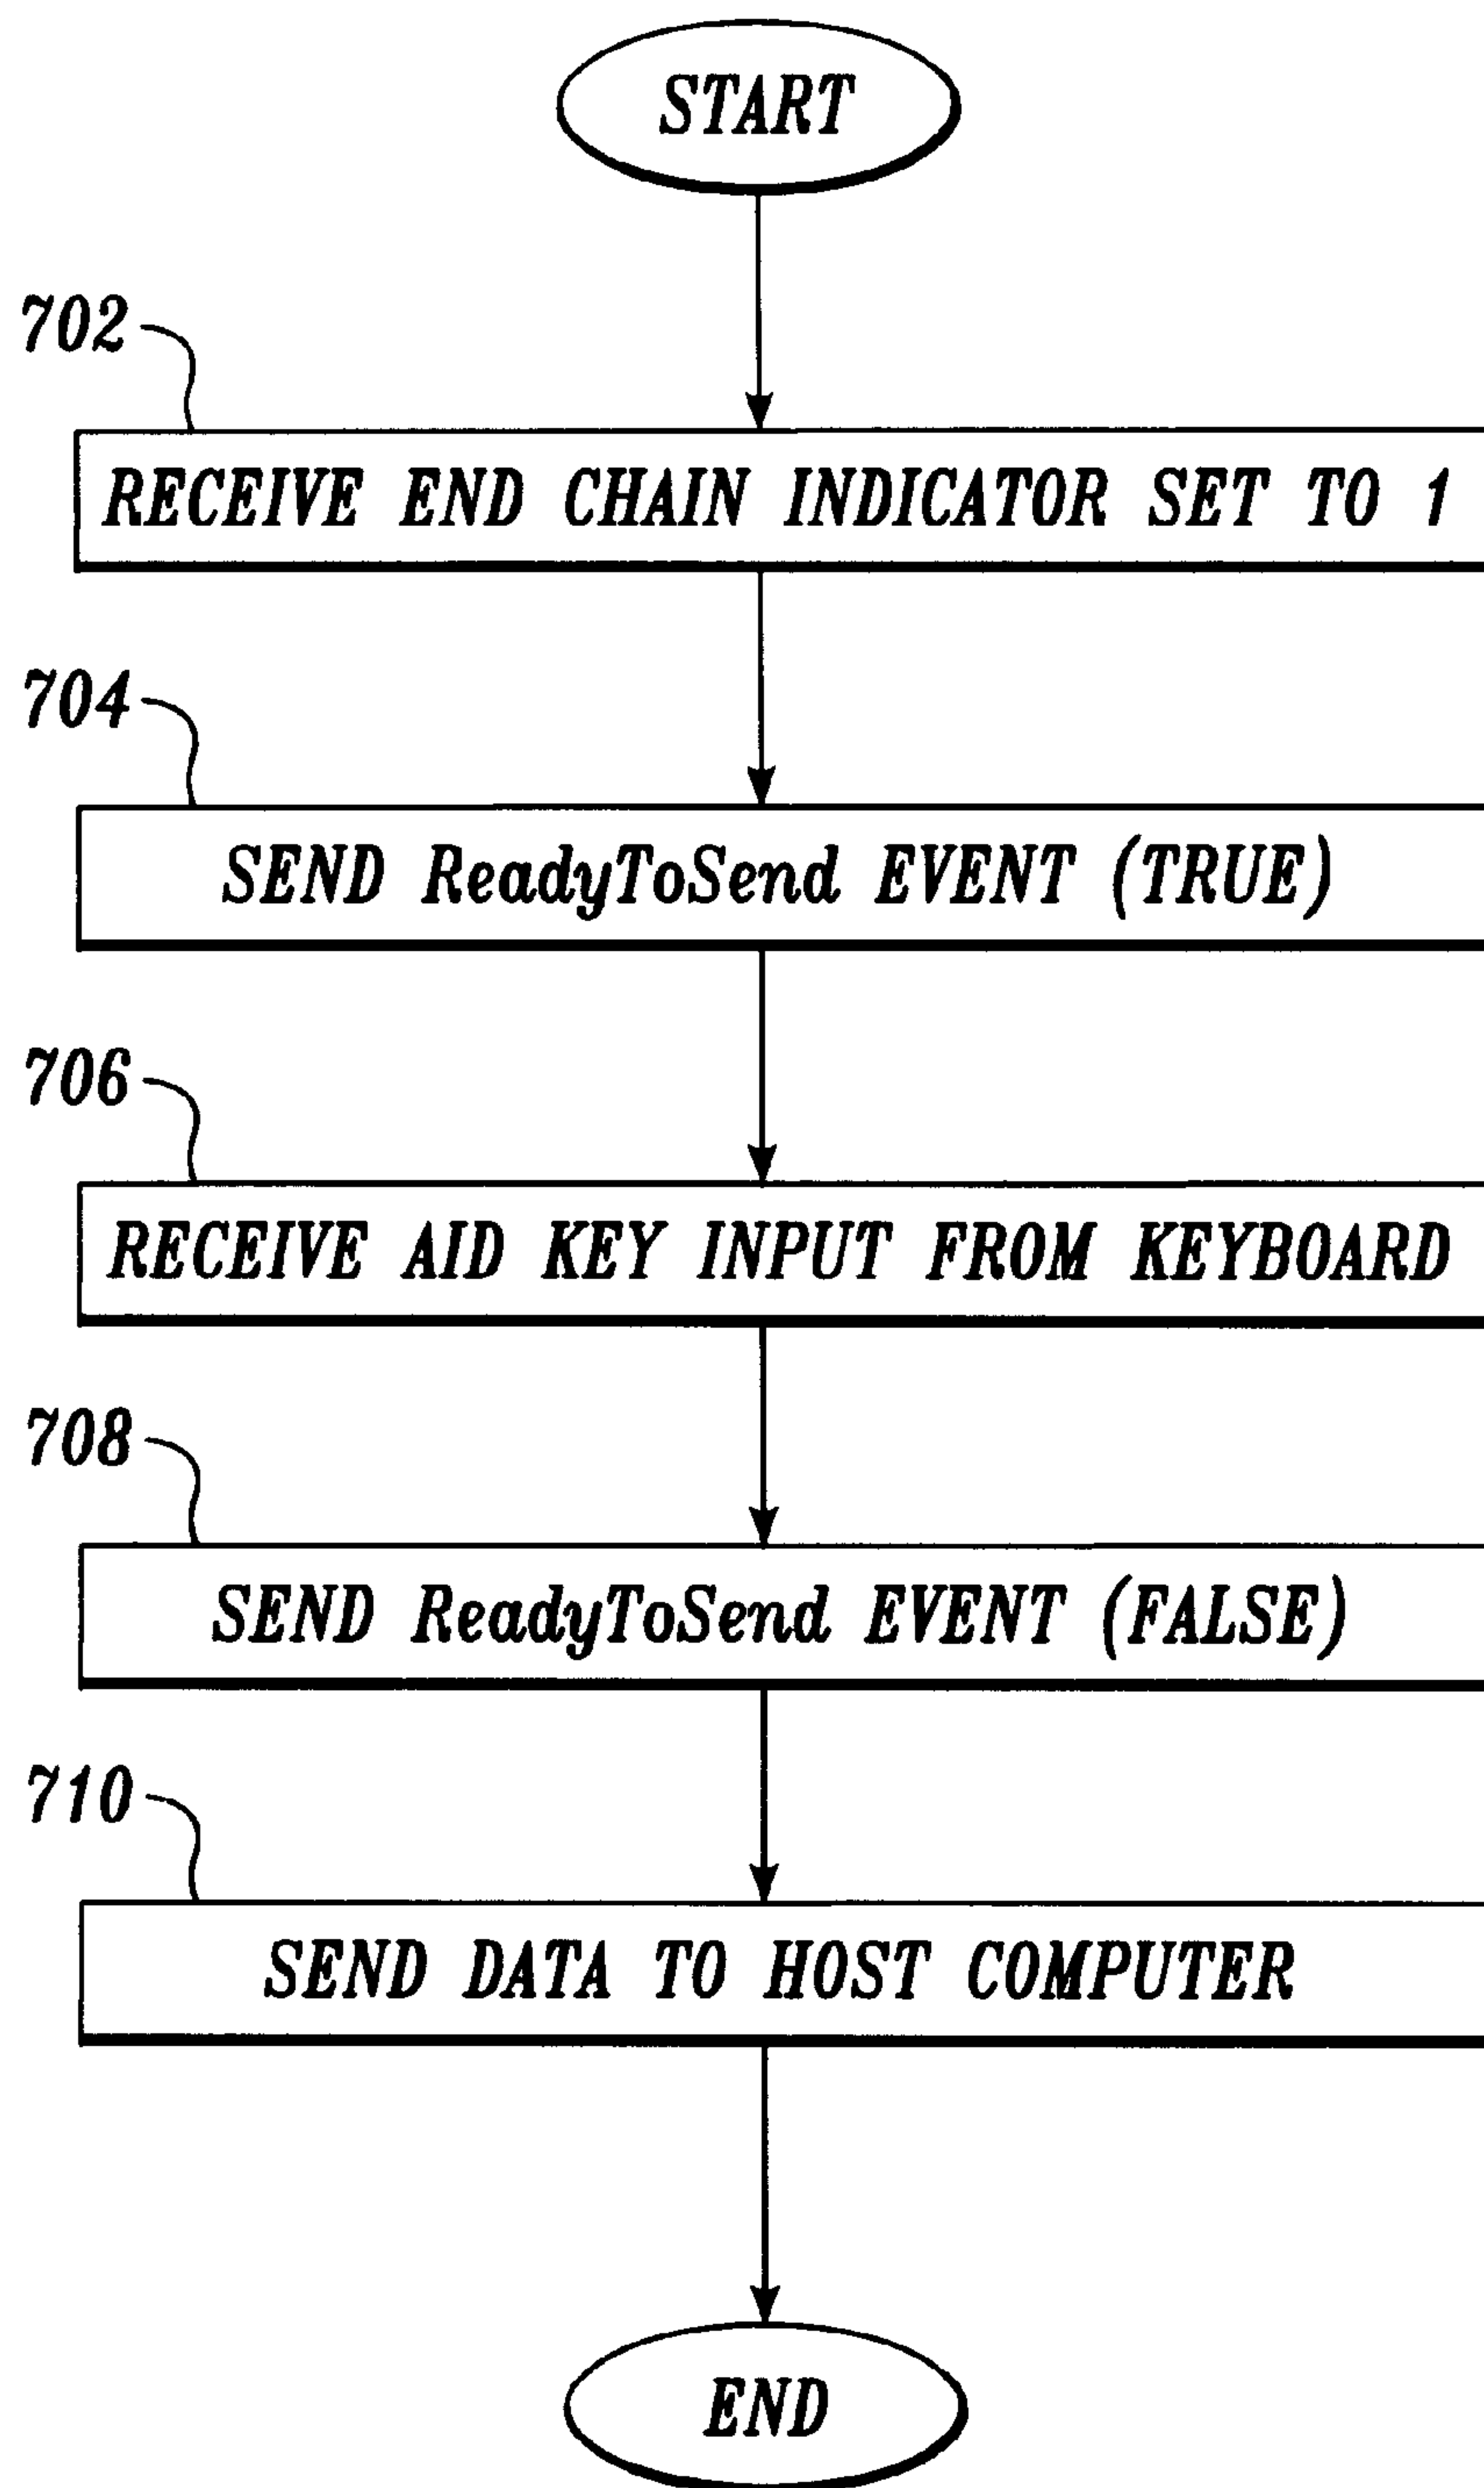 START
702
RECEIVE END CHAIN INDICATOR SET TO 1
704
SEND ReadyToSend EVENT (TRUE)
706
RECEIVE AID KEY INPUT FROM KEYBOARD
708
SEND ReadyToSend EVENT (FALSE)
710
SEND DATA TO HOST COMPUTER
END